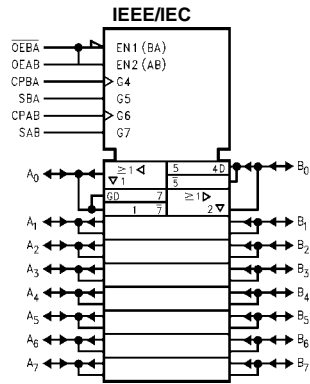 IEEE/IEC
O̅E̅B̅A̅ EN1 (BA)
OEAB EN2 (AB)
CPBA G4
SBA G5
CPAB G6
SAB G7
A0 ≥1 ◁ 5 4D B0
▽1 5̅
GD 7 ≥1 ▷
1 7̅ 2 ▽
A1 B1
A2 B2
A3 B3
A4 B4
A5 B5
A6 B6
A7 B7